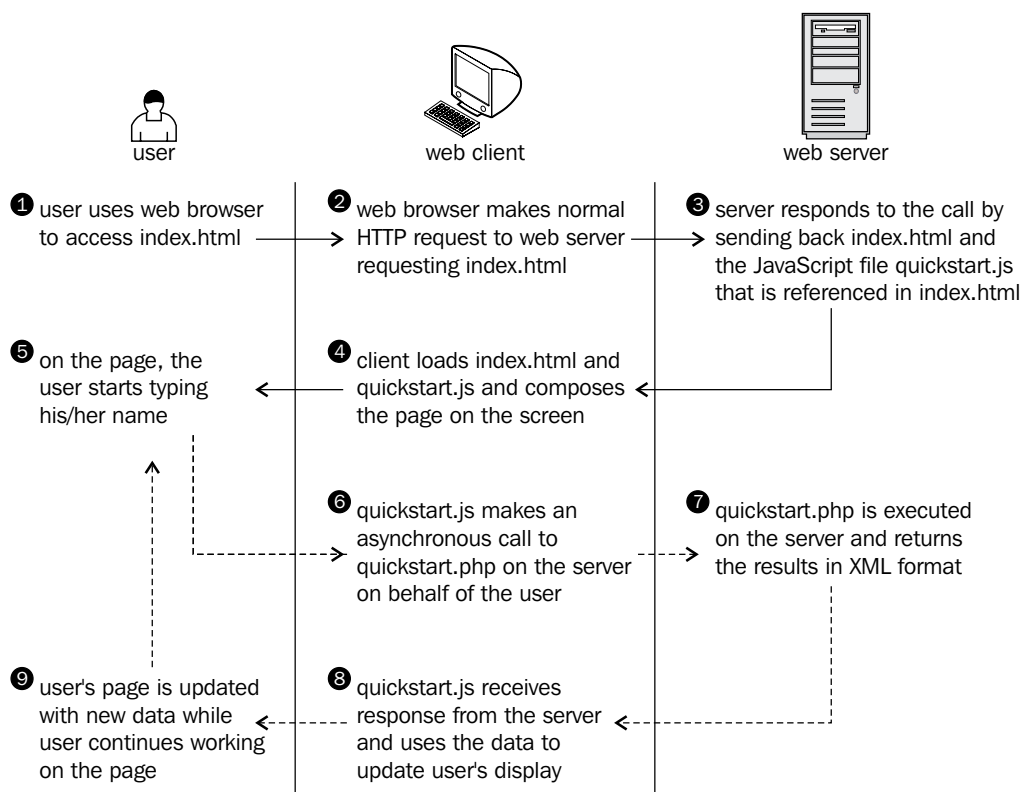 user
web client
web server
1 user uses web browser
to access index.html
2 web browser makes normal
HTTP request to web server
requesting index.html
3 server responds to the call by
sending back index.html and
the JavaScript file quickstart.js
that is referenced in index.html
4 client loads index.html and
quickstart.js and composes
the page on the screen
5 on the page, the
user starts typing
his/her name
6 quickstart.js makes an
asynchronous call to
quickstart.php on the server
on behalf of the user
7 quickstart.php is executed
on the server and returns
the results in XML format
8 quickstart.js receives
response from the server
and uses the data to
update user's display
9 user's page is updated
with new data while
user continues working
on the page